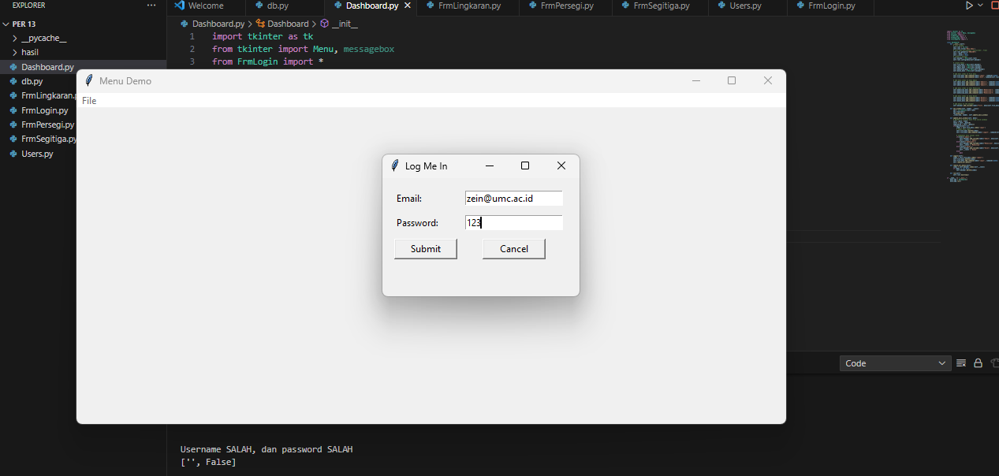 EXPLORER
···
Welcome
db.py
Dashboard.py
FrmLingkaran.py
FrmPersegi.py
FrmSegitiga.py
Users.py
FrmLogin.py
PER 13
Dashboard.py > Dashboard > __init__
__pycache__
1 import tkinter as tk
hasil
2 from tkinter import Menu, messagebox
Dashboard.py
3 from FrmLogin import *
db.py
FrmLingkaran.p
FrmLogin.py
FrmPersegi.py
FrmSegitiga.py
Users.py
Menu Demo
File
Log Me In
Email: zein@umc.ac.id
Password: 123
Submit Cancel
Code
Username SALAH, dan password SALAH
['', False]